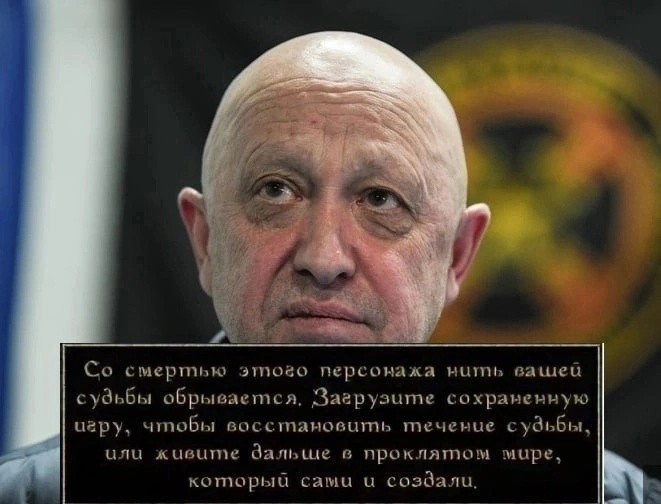 Со смертью этого персонажа нить вашей
судьбы обрывается. Загрузите сохраненную
игру, чтобы восстановить течение судьбы,
или живите дальше в проклятом мире,
который сами и создали.